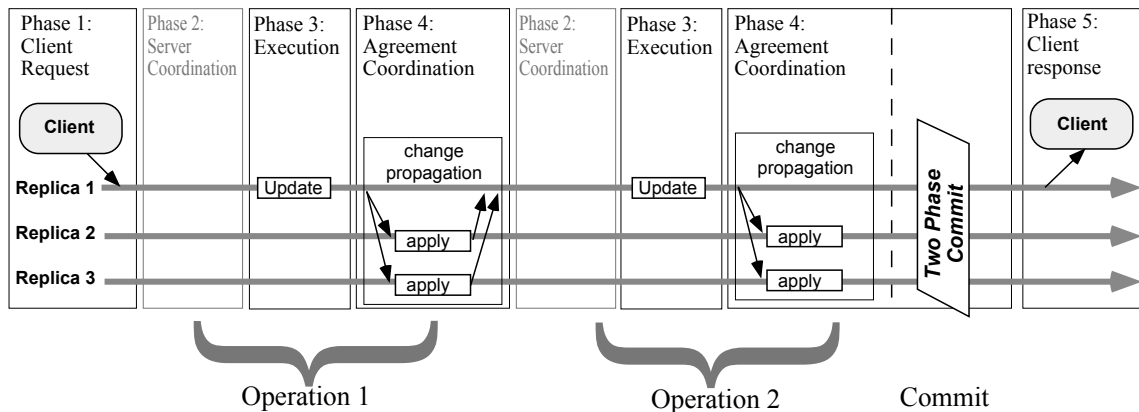 Phase 1:
Client
Request
Phase 2:
Server
Coordination
Phase 3:
Execution
Phase 4:
Agreement
Coordination
Phase 2:
Server
Coordination
Phase 3:
Execution
Phase 4:
Agreement
Coordination
Phase 5:
Client
response
Client
Client
change
propagation
change
propagation
Replica 1
Update
Update
Replica 2
apply
apply
Replica 3
apply
apply
Two Phase
Commit
Operation 1
Operation 2
Commit